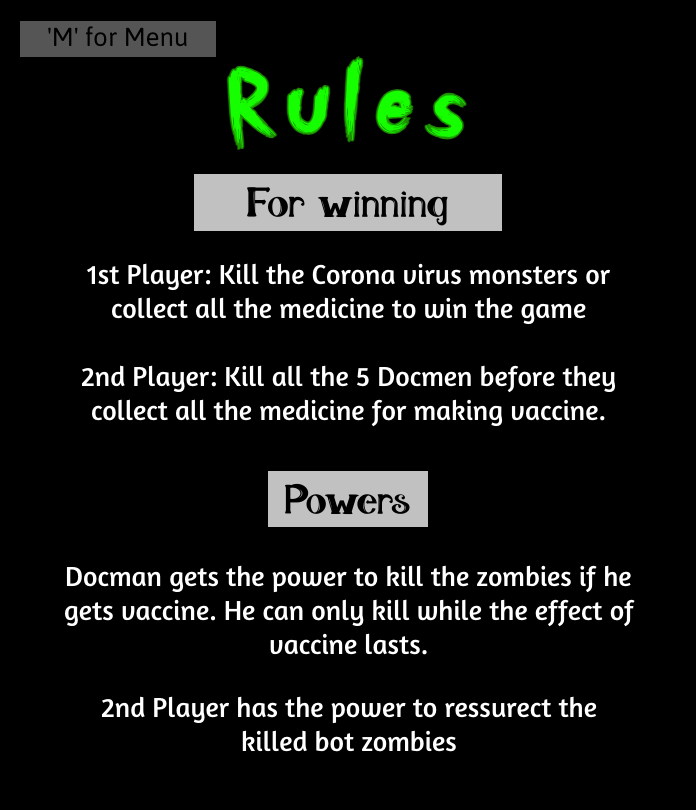 'M' for Menu
Rules
For winning
1st Player: Kill the Corona virus monsters or
collect all the medicine to win the game
2nd Player: Kill all the 5 Docmen before they
collect all the medicine for making vaccine.
Powers
Docman gets the power to kill the zombies if he
gets vaccine. He can only kill while the effect of
vaccine lasts.
2nd Player has the power to ressurect the
killed bot zombies